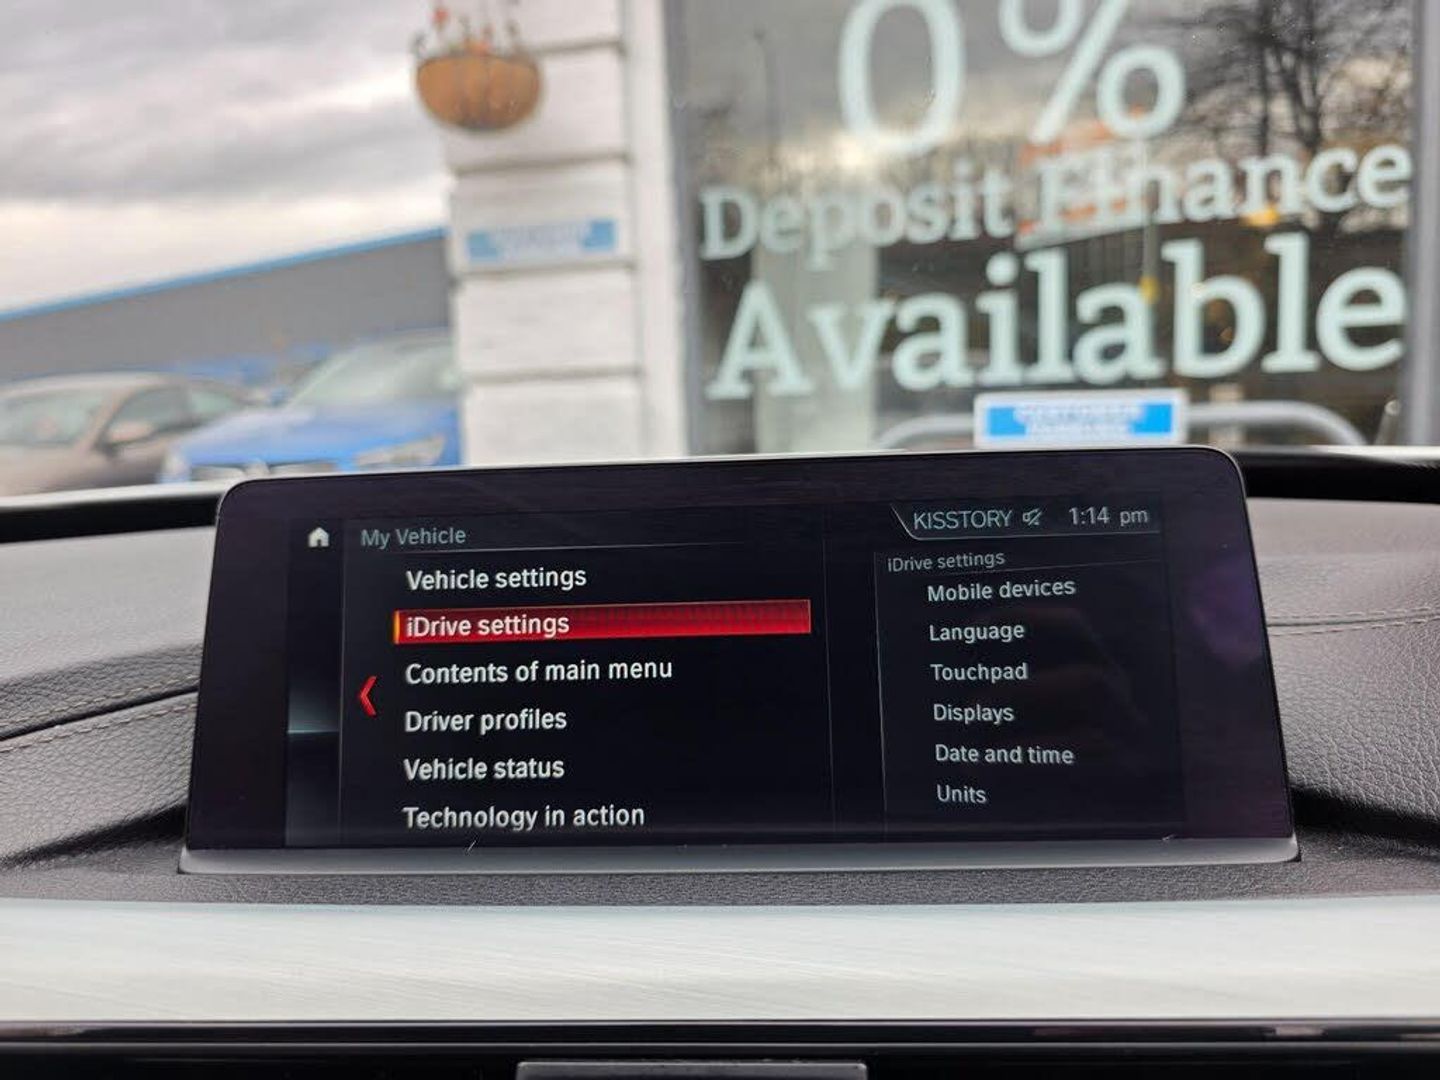 0%
Deposit Finance
Available
My Vehicle
Vehicle settings
iDrive settings
Contents of main menu
Driver profiles
Vehicle status
Technology in action
KISSTORY 1:14 pm
iDrive settings
Mobile devices
Language
Touchpad
Displays
Date and time
Units